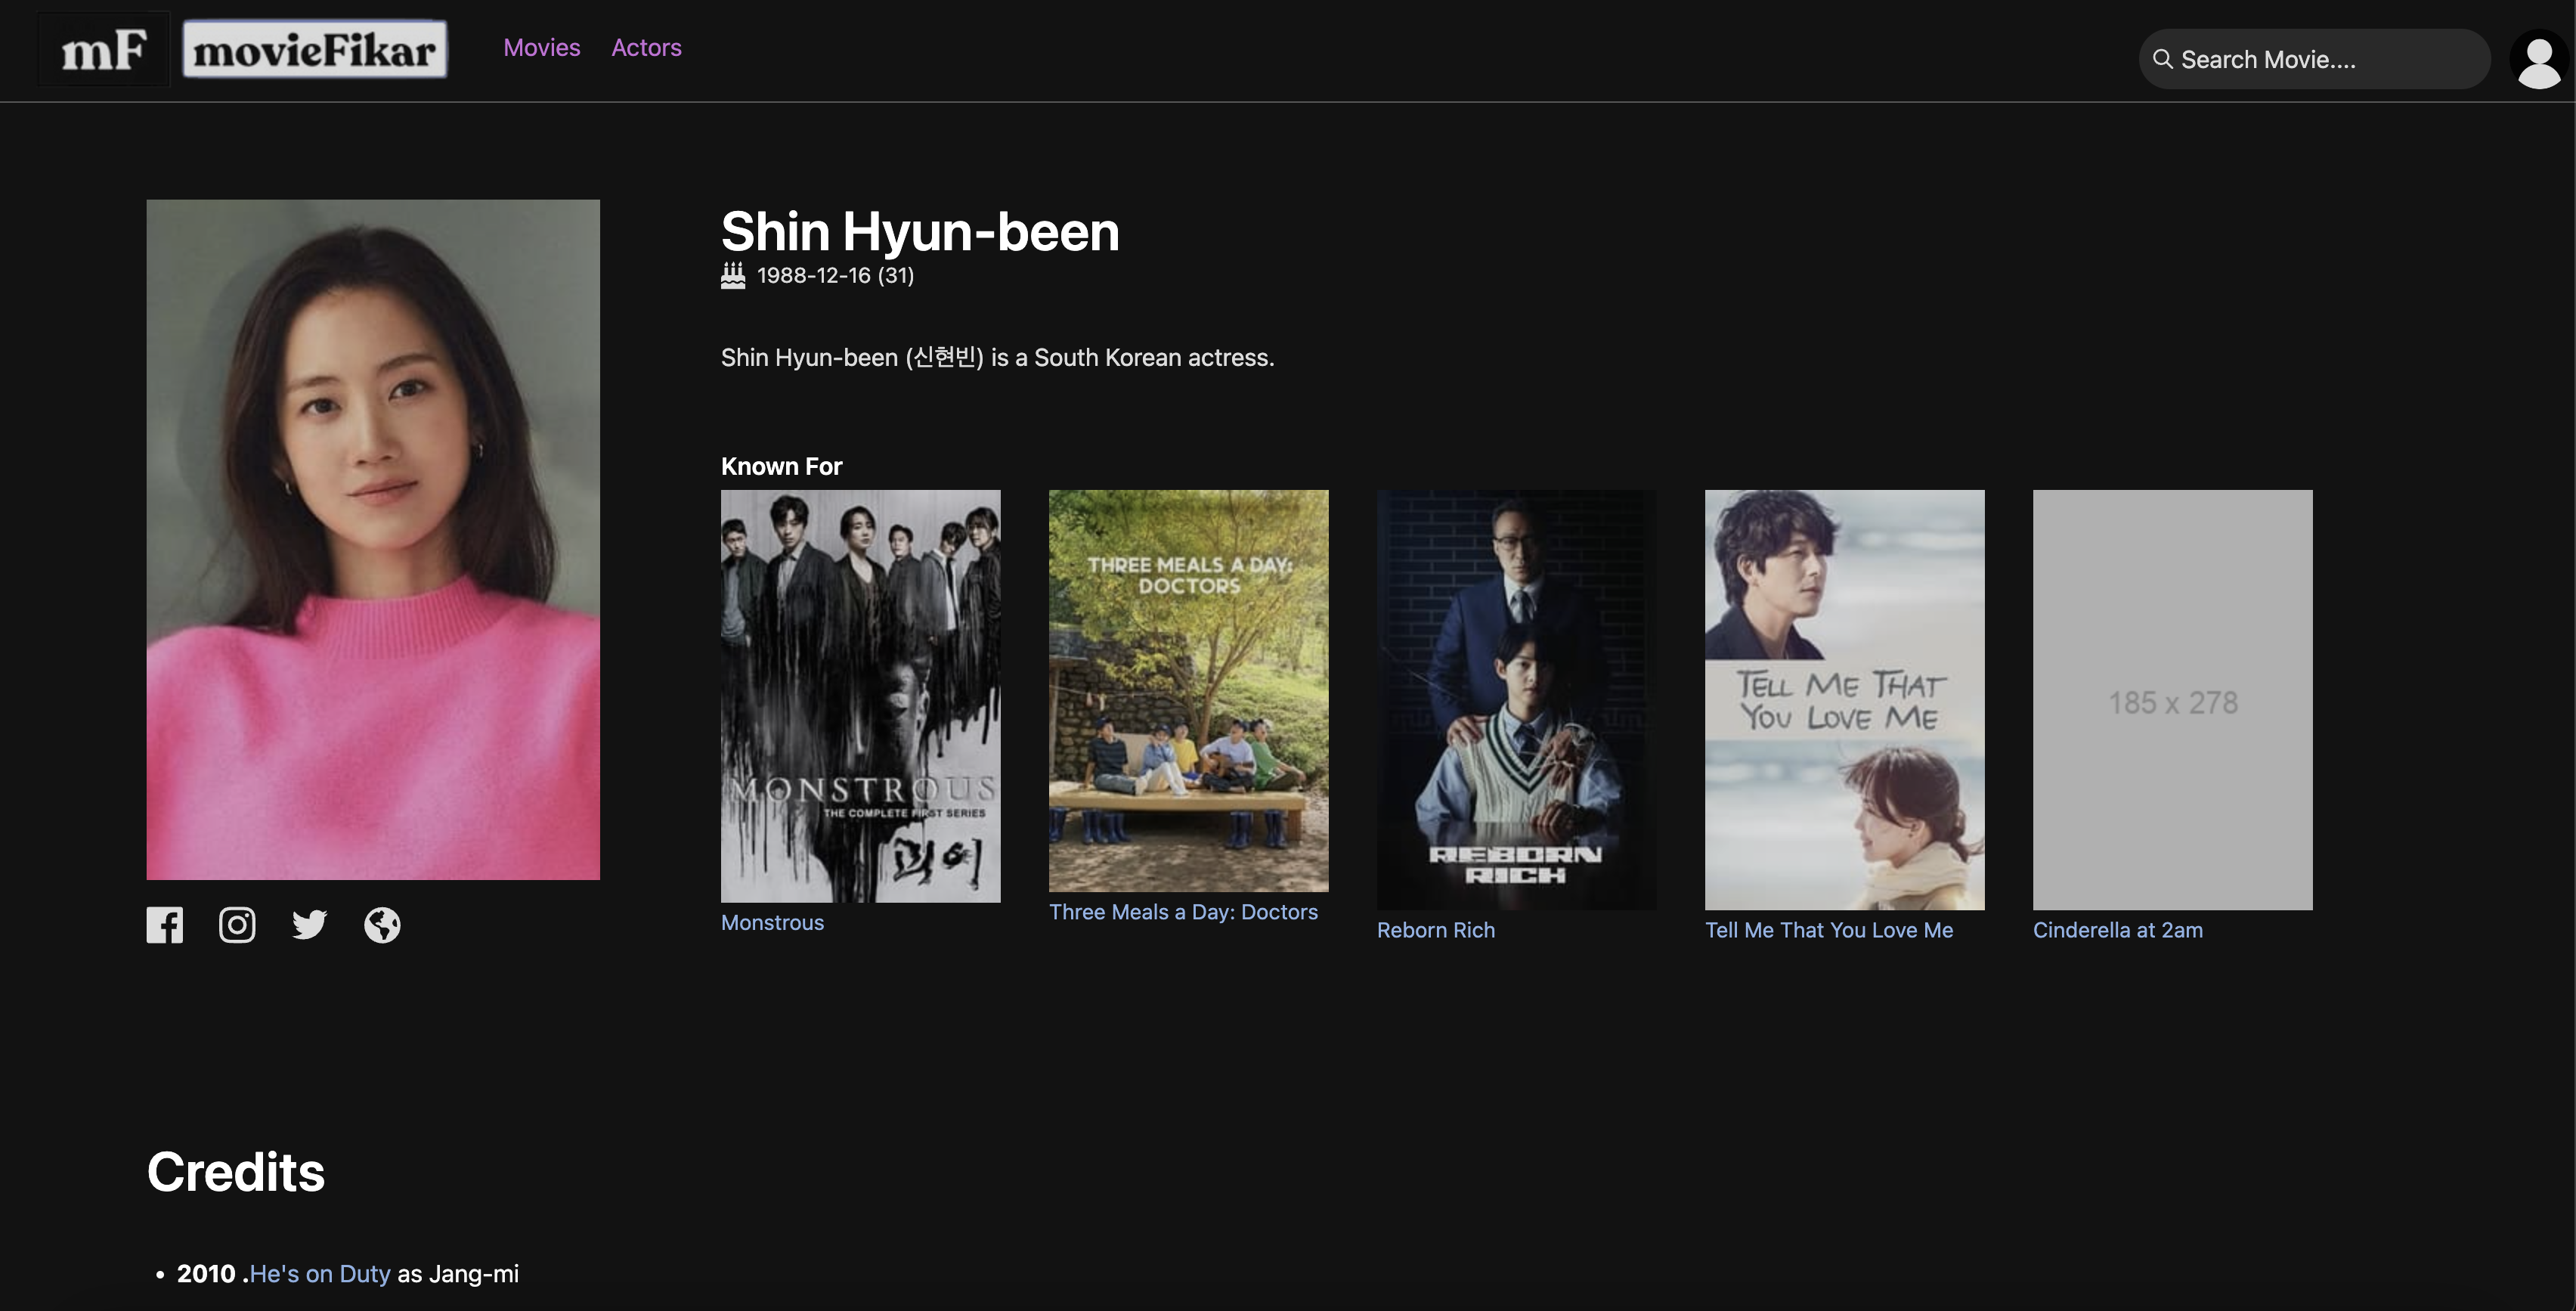 mF
movieFikar
Movies
Actors
Search Movie....
Shin Hyun-been
1988-12-16 (31)
Shin Hyun-been (신현빈) is a South Korean actress.
Known For
MONSTROUS
THE COMPLETE FIRST SERIES
괴이
Monstrous
THREE MEALS A DAY:
DOCTORS
Three Meals a Day: Doctors
REBORN
RICH
Reborn Rich
TELL ME THAT
YOU LOVE ME
Tell Me That You Love Me
185 x 278
Cinderella at 2am
Credits
• 2010 .He's on Duty as Jang-mi